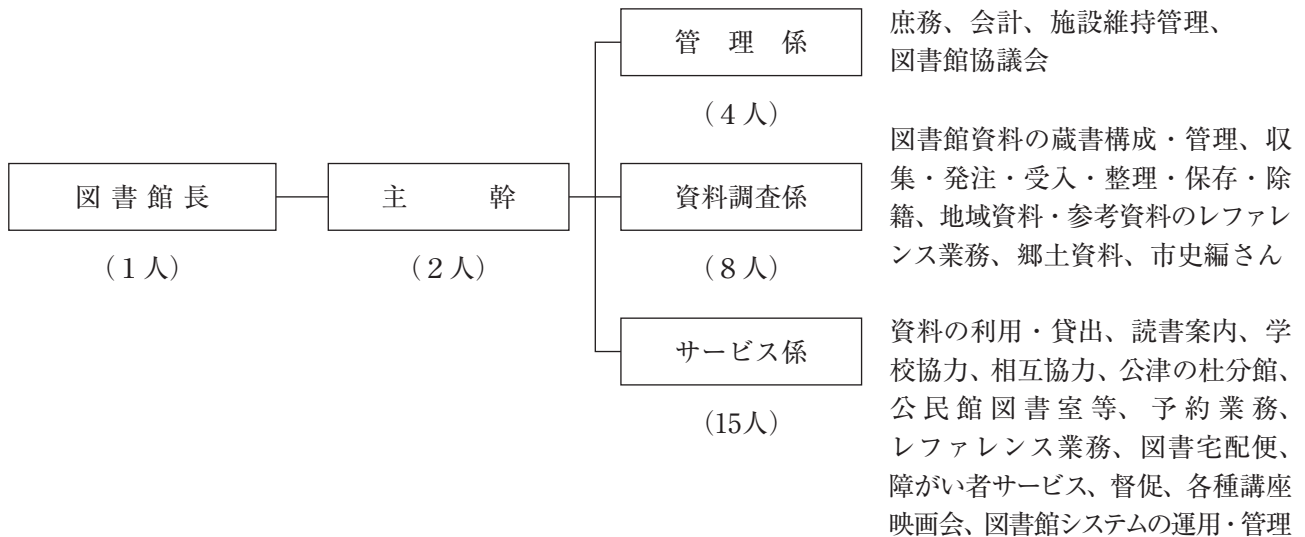 図書館長
(1人)
主幹
(2人)
管理係
(4人)
庶務、会計、施設維持管理、
図書館協議会
資料調査係
(8人)
図書館資料の蔵書構成・管理、収
集・発注・受入・整理・保存・除
籍、地域資料・参考資料のレファレ
ンス業務、郷土資料、市史編さん
サービス係
(15人)
資料の利用・貸出、読書案内、学
校協力、相互協力、公津の杜分館、
公民館図書室等、予約業務、
レファレンス業務、図書宅配便、
障がい者サービス、督促、各種講座
映画会、図書館システムの運用・管理